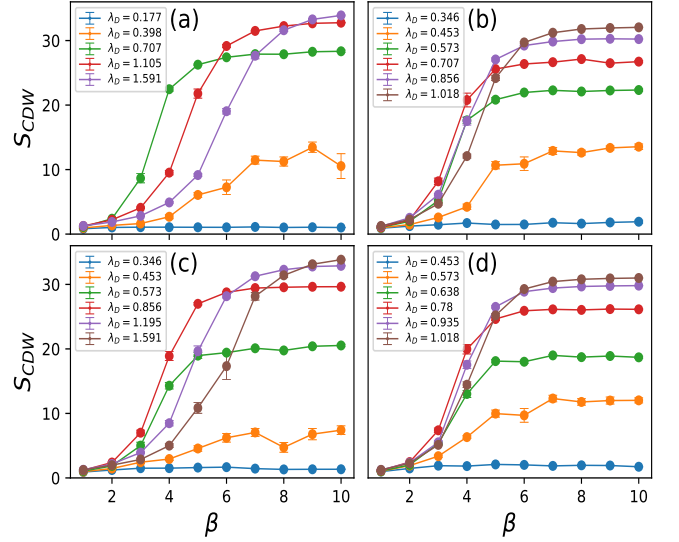 30
20
10
0
S_CDW
(a)
λ_D = 0.177
λ_D = 0.398
λ_D = 0.707
λ_D = 1.105
λ_D = 1.591
(b)
λ_D = 0.346
λ_D = 0.453
λ_D = 0.573
λ_D = 0.707
λ_D = 0.856
λ_D = 1.018
30
20
10
0
S_CDW
(c)
λ_D = 0.346
λ_D = 0.453
λ_D = 0.573
λ_D = 0.856
λ_D = 1.195
λ_D = 1.591
2 4 6 8 10
β
(d)
λ_D = 0.453
λ_D = 0.573
λ_D = 0.638
λ_D = 0.78
λ_D = 0.935
λ_D = 1.018
2 4 6 8 10
β